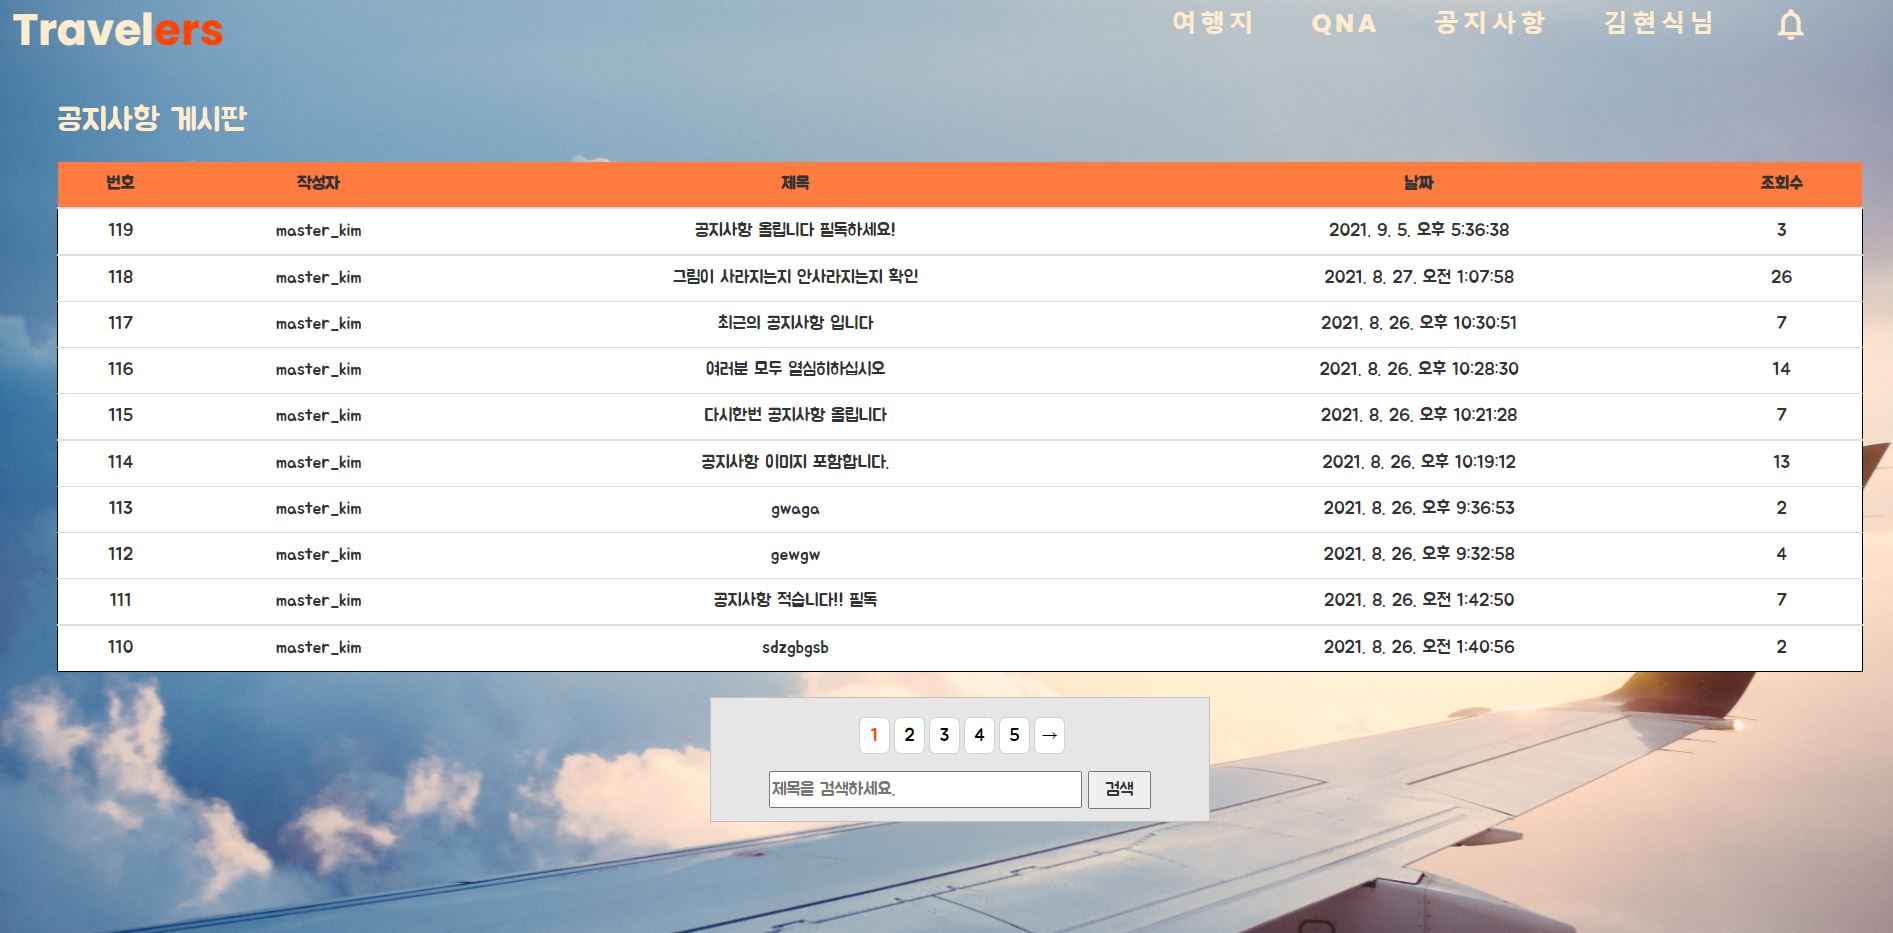 Travelers 여행지 QNA 공지사항 김현식님
공지사항 게시판
번호 작성자 제목 날짜 조회수
119 master_kim 공지사항 올립니다 필독하세요! 2021. 9. 5. 오후 5:36:38 3
118 master_kim 그림이 사라지는지 안사라지는지 확인 2021. 8. 27. 오전 1:07:58 26
117 master_kim 최근의 공지사항 입니다 2021. 8. 26. 오후 10:30:51 7
116 master_kim 여러분 모두 열심히하십시오 2021. 8. 26. 오후 10:28:30 14
115 master_kim 다시한번 공지사항 올립니다 2021. 8. 26. 오후 10:21:28 7
114 master_kim 공지사항 이미지 포함합니다. 2021. 8. 26. 오후 10:19:12 13
113 master_kim gwaga 2021. 8. 26. 오후 9:36:53 2
112 master_kim gewgw 2021. 8. 26. 오후 9:32:58 4
111 master_kim 공지사항 적습니다!! 필독 2021. 8. 26. 오전 1:42:50 7
110 master_kim sdzgbgsb 2021. 8. 26. 오전 1:40:56 2
1 2 3 4 5 →
제목을 검색하세요. 검색